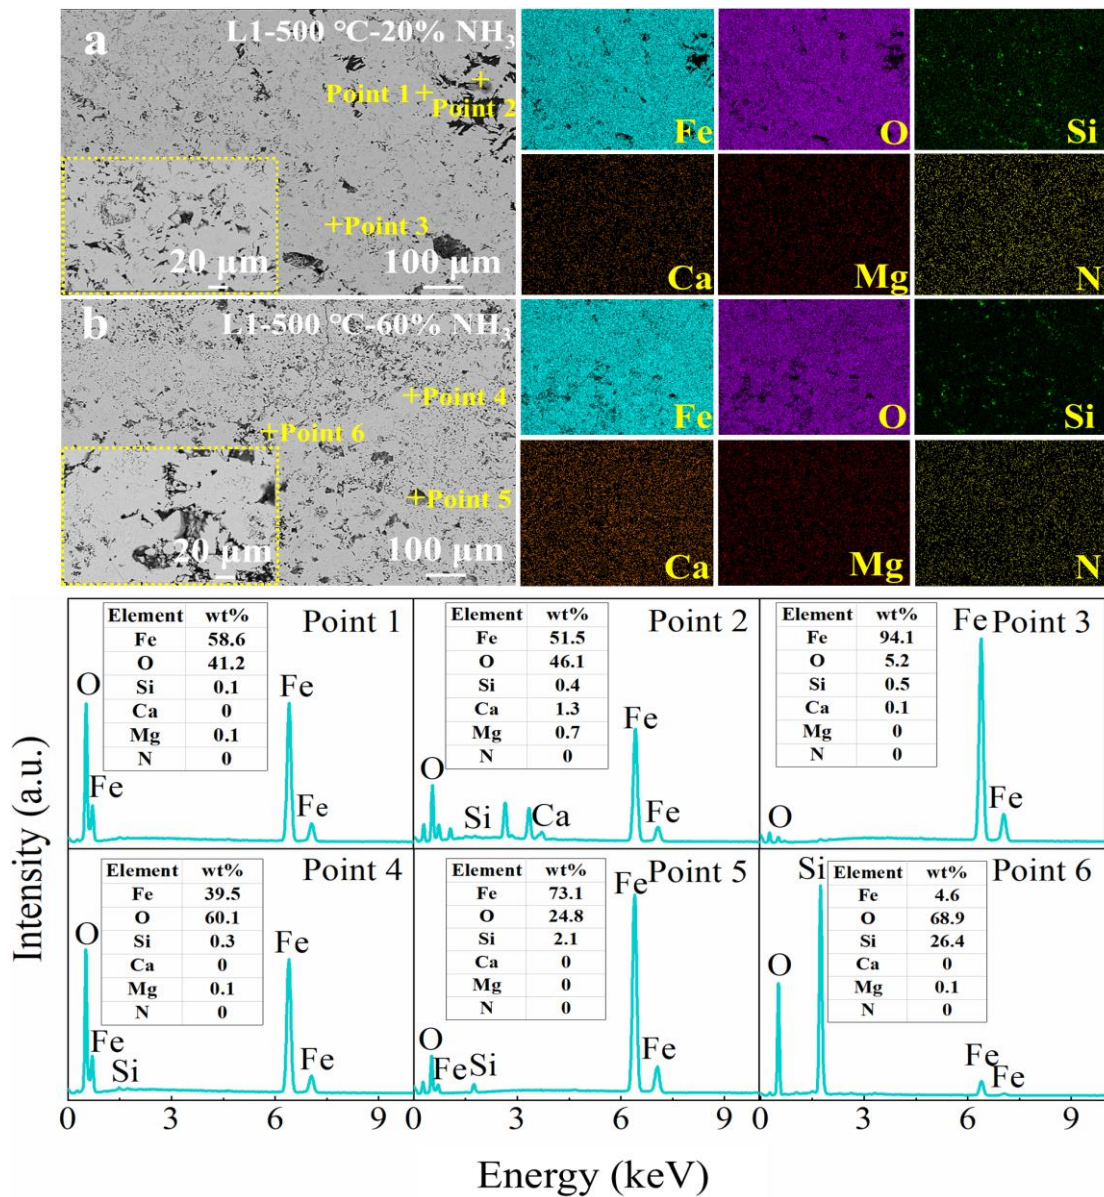 a
L1-500 °C-20% NH₃
Point 1
Point 2
Point 3
20 μm
100 μm
Fe
O
Si
Ca
Mg
N
b
L1-500 °C-60% NH₃
Point 4
Point 6
Point 5
20 μm
100 μm
Fe
O
Si
Ca
Mg
N
Intensity (a.u.)
Point 1
Element wt%
Fe 58.6
O 41.2
Si 0.1
Ca 0
Mg 0.1
N 0
O
Fe
Fe
Fe
Point 2
Element wt%
Fe 51.5
O 46.1
Si 0.4
Ca 1.3
Mg 0.7
N 0
O
Si
Ca
Fe
Fe
Point 3
Element wt%
Fe 94.1
O 5.2
Si 0.5
Ca 0.1
Mg 0
N 0
O
Fe
Fe
Point 4
Element wt%
Fe 39.5
O 60.1
Si 0.3
Ca 0
Mg 0.1
N 0
O
Fe
Si
Fe
Fe
Point 5
Element wt%
Fe 73.1
O 24.8
Si 2.1
Ca 0
Mg 0
N 0
O
Fe
Si
Fe
Fe
Point 6
Element wt%
Fe 4.6
O 68.9
Si 26.4
Ca 0
Mg 0.1
N 0
O
Si
Fe
Fe
0 3 6 9 0 3 6 9 0 3 6 9
Energy (keV)